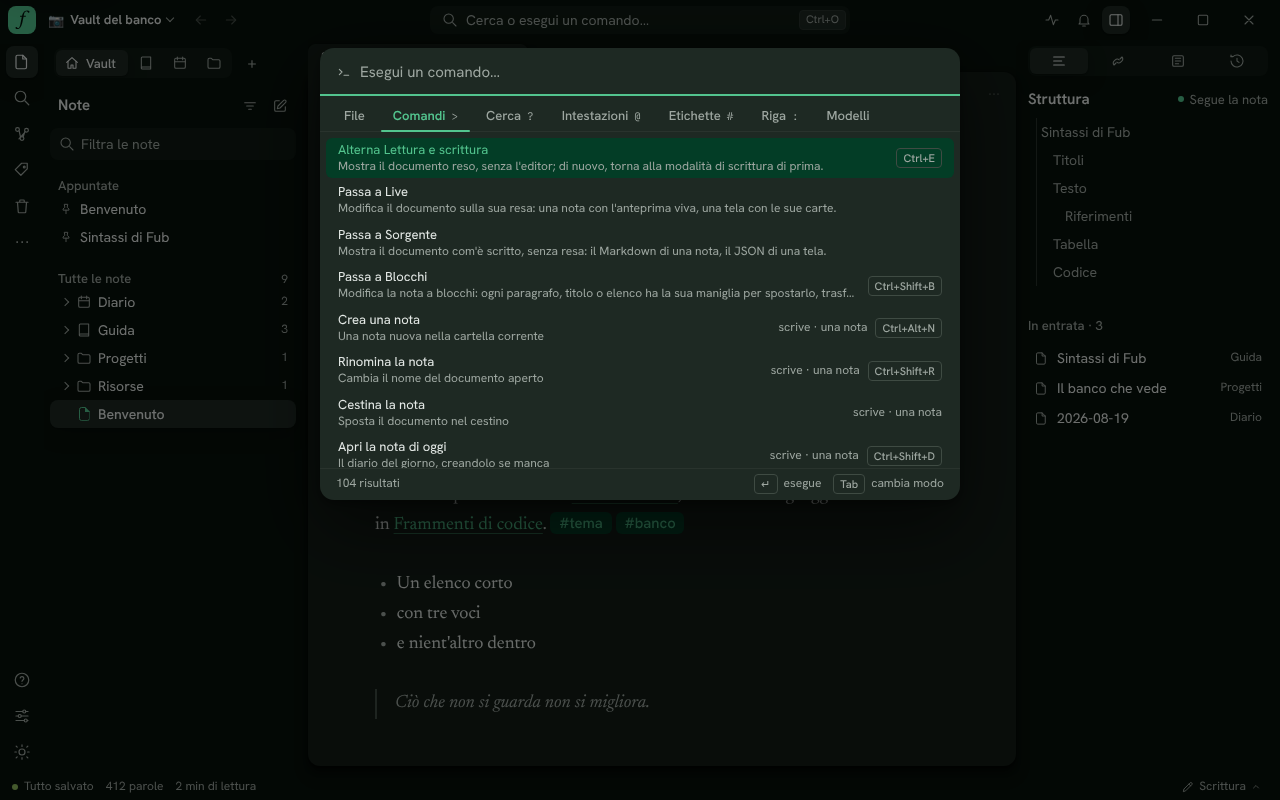 f
Vault del banco
Cerca o esegui un comando…
Ctrl+O
Vault
Note
Filtra le note
Appuntate
Benvenuto
Sintassi di Fub
Tutte le note 9
Diario 2
Guida 3
Progetti 1
Risorse 1
Benvenuto
Esegui un comando…
File
Comandi >
Cerca ?
Intestazioni @
Etichette #
Riga :
Modelli
Alterna Lettura e scrittura
Mostra il documento reso, senza l'editor; di nuovo, torna alla modalità di scrittura di prima.
Ctrl+E
Passa a Live
Modifica il documento sulla sua resa: una nota con l'anteprima viva, una tela con le sue carte.
Passa a Sorgente
Mostra il documento com'è scritto, senza resa: il Markdown di una nota, il JSON di una tela.
Passa a Blocchi
Modifica la nota a blocchi: ogni paragrafo, titolo o elenco ha la sua maniglia per spostarlo, trasf…
Ctrl+Shift+B
Crea una nota
Una nota nuova nella cartella corrente
scrive · una nota Ctrl+Alt+N
Rinomina la nota
Cambia il nome del documento aperto
scrive · una nota Ctrl+Shift+R
Cestina la nota
Sposta il documento nel cestino
scrive · una nota
Apri la nota di oggi
Il diario del giorno, creandolo se manca
scrive · una nota Ctrl+Shift+D
104 risultati
↵ esegue Tab cambia modo
in Frammenti di codice. #tema #banco
• Un elenco corto
• con tre voci
• e nient'altro dentro
Ciò che non si guarda non si migliora.
Struttura
Segue la nota
Sintassi di Fub
Titoli
Testo
Riferimenti
Tabella
Codice
In entrata · 3
Sintassi di Fub Guida
Il banco che vede Progetti
2026-08-19 Diario
Tutto salvato 412 parole 2 min di lettura
Scrittura